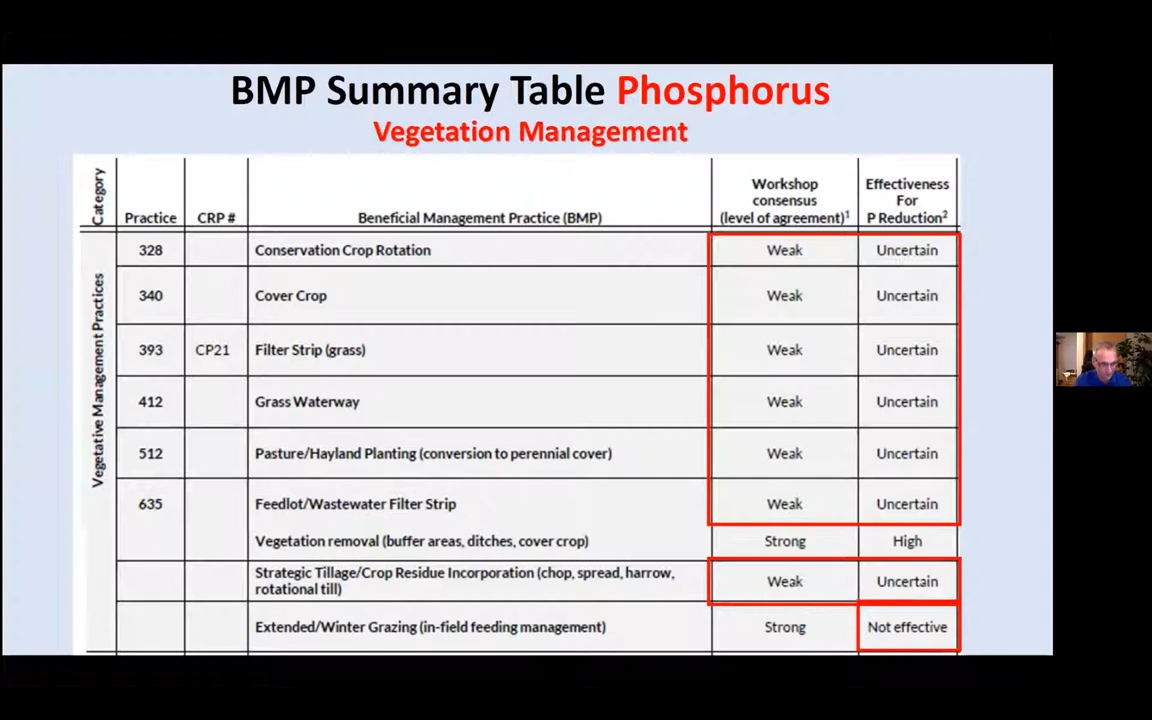 BMP Summary Table Phosphorus
Vegetation Management
Category
Practice
CRP #
Beneficial Management Practice (BMP)
Workshop
consensus
(level of agreement)1
Effectiveness
For
P Reduction2
Vegetative Management Practices
328 Conservation Crop Rotation Weak Uncertain
340 Cover Crop Weak Uncertain
393 CP21 Filter Strip (grass) Weak Uncertain
412 Grass Waterway Weak Uncertain
512 Pasture/Hayland Planting (conversion to perennial cover) Weak Uncertain
635 Feedlot/Wastewater Filter Strip Weak Uncertain
Vegetation removal (buffer areas, ditches, cover crop) Strong High
Strategic Tillage/Crop Residue Incorporation (chop, spread, harrow,
rotational till)
Weak Uncertain
Extended/Winter Grazing (in-field feeding management) Strong Not effective